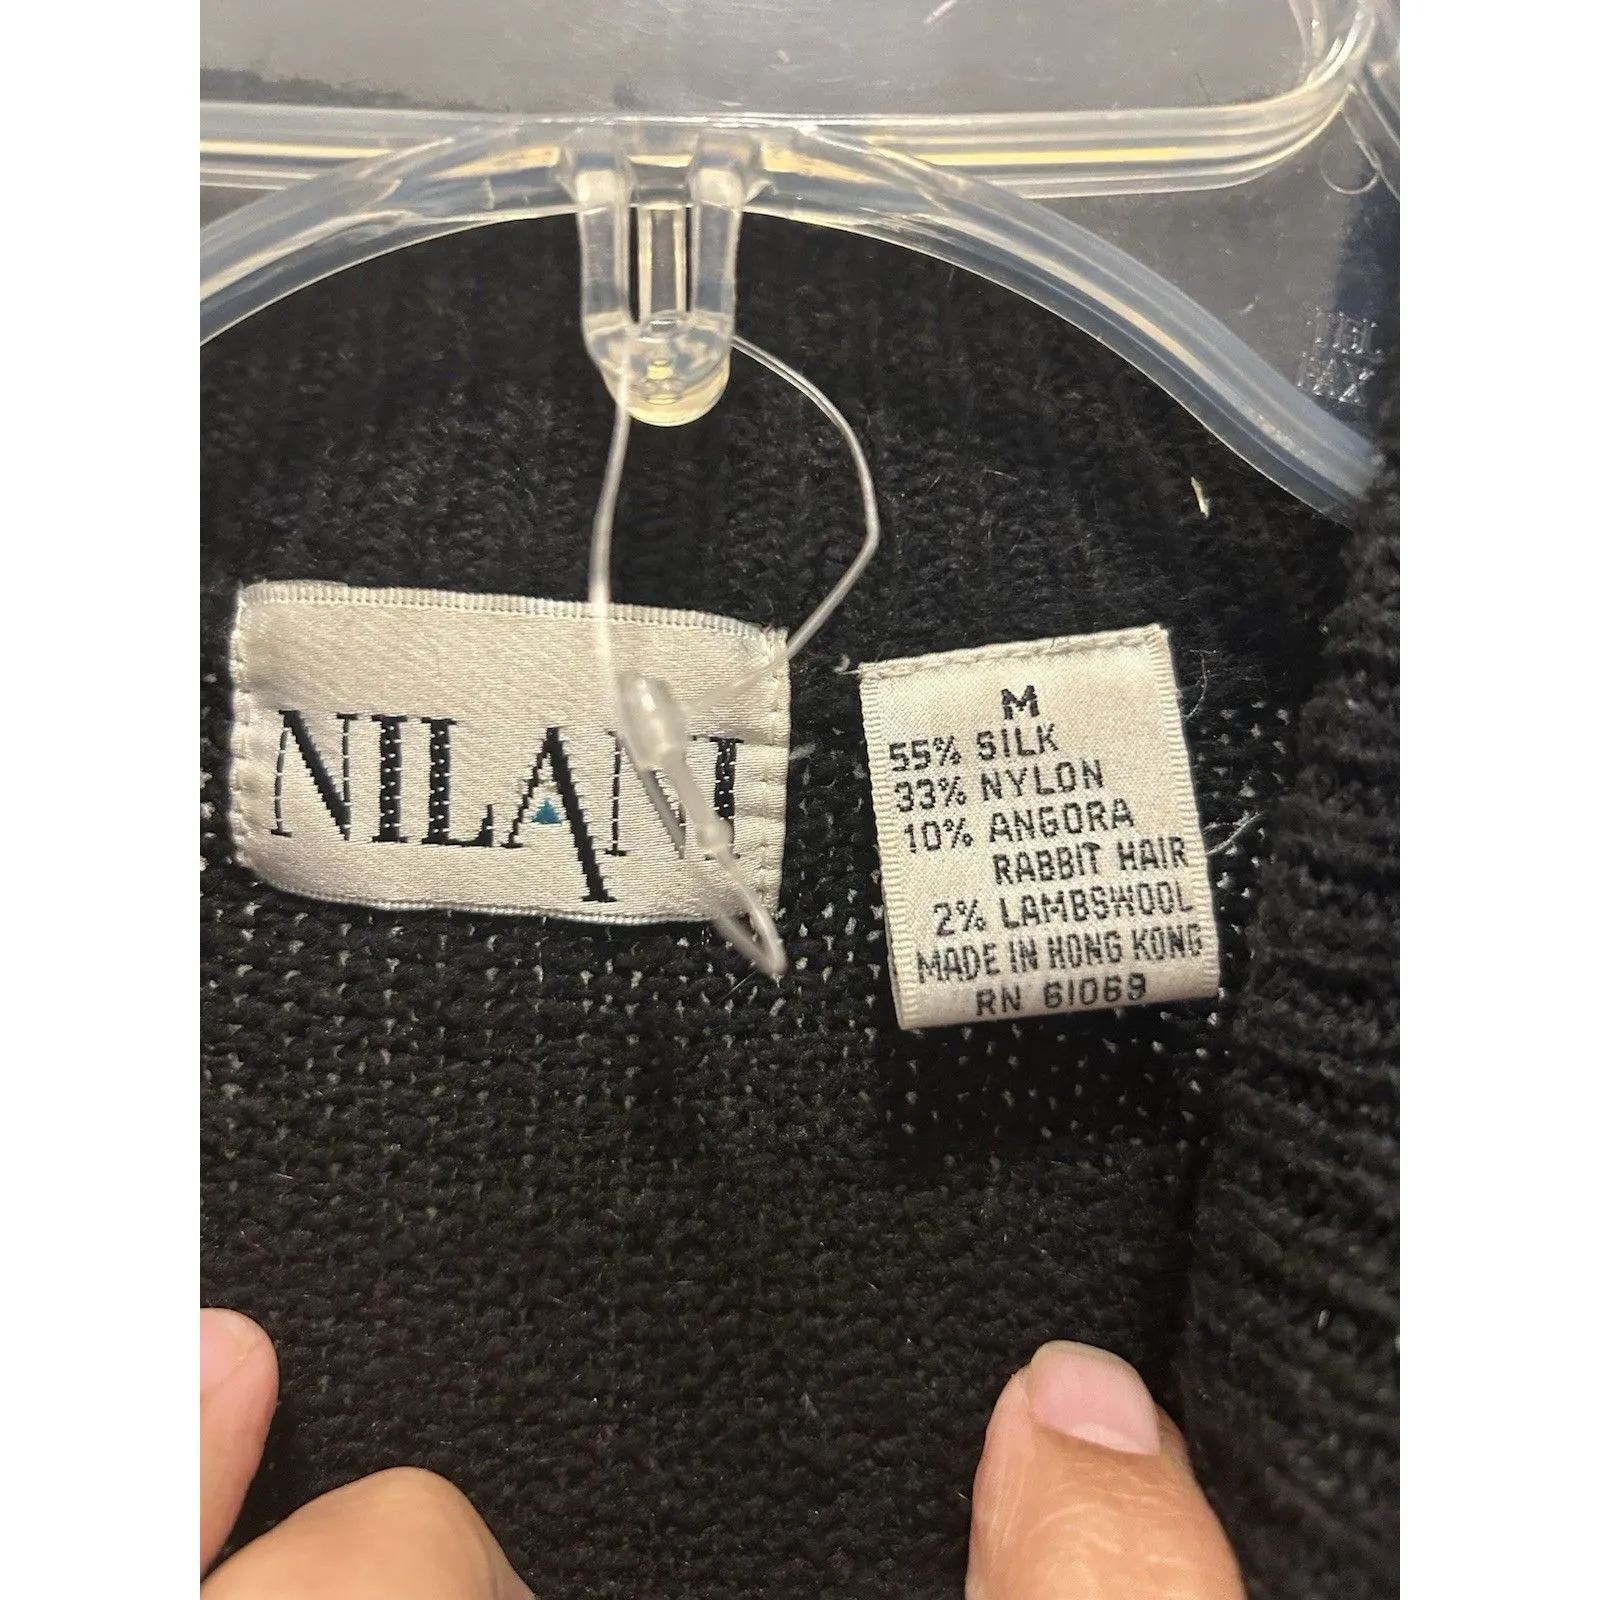 NILANI
M
55% SILK
33% NYLON
10% ANGORA
RABBIT HAIR
2% LAMBSWOOL
MADE IN HONG KONG
RN 61069